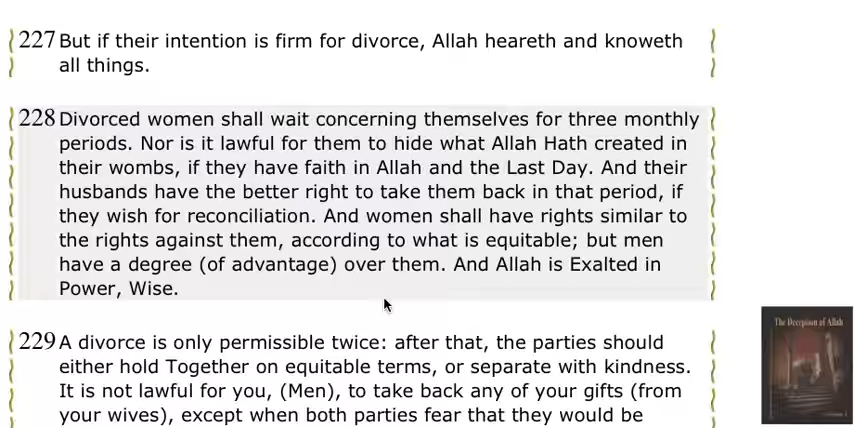 227 But if their intention is firm for divorce, Allah heareth and knoweth
all things.
228 Divorced women shall wait concerning themselves for three monthly
periods. Nor is it lawful for them to hide what Allah Hath created in
their wombs, if they have faith in Allah and the Last Day. And their
husbands have the better right to take them back in that period, if
they wish for reconciliation. And women shall have rights similar to
the rights against them, according to what is equitable; but men
have a degree (of advantage) over them. And Allah is Exalted in
Power, Wise.
229 A divorce is only permissible twice: after that, the parties should
either hold Together on equitable terms, or separate with kindness.
It is not lawful for you, (Men), to take back any of your gifts (from
your wives), except when both parties fear that they would be
The Deception of Allah